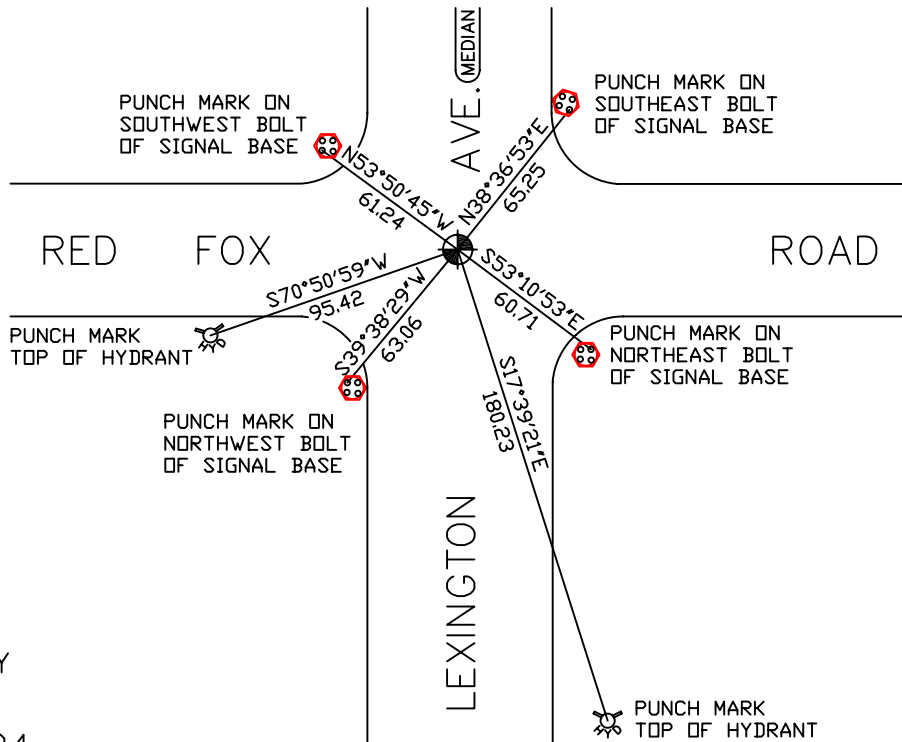 MEDIAN
AVE.
PUNCH MARK ON
SOUTHWEST BOLT
OF SIGNAL BASE
PUNCH MARK ON
SOUTHEAST BOLT
OF SIGNAL BASE
N53°50'45"W
61.24
N38°36'53"E
65.25
RED FOX ROAD
S70°50'59"W
95.42
S39°38'29"W
63.06
S53°10'53"E
60.71
PUNCH MARK
TOP OF HYDRANT
PUNCH MARK ON
NORTHEAST BOLT
OF SIGNAL BASE
S17°39'21"E
180.23
PUNCH MARK ON
NORTHWEST BOLT
OF SIGNAL BASE
LEXINGTON
Y
PUNCH MARK
TOP OF HYDRANT